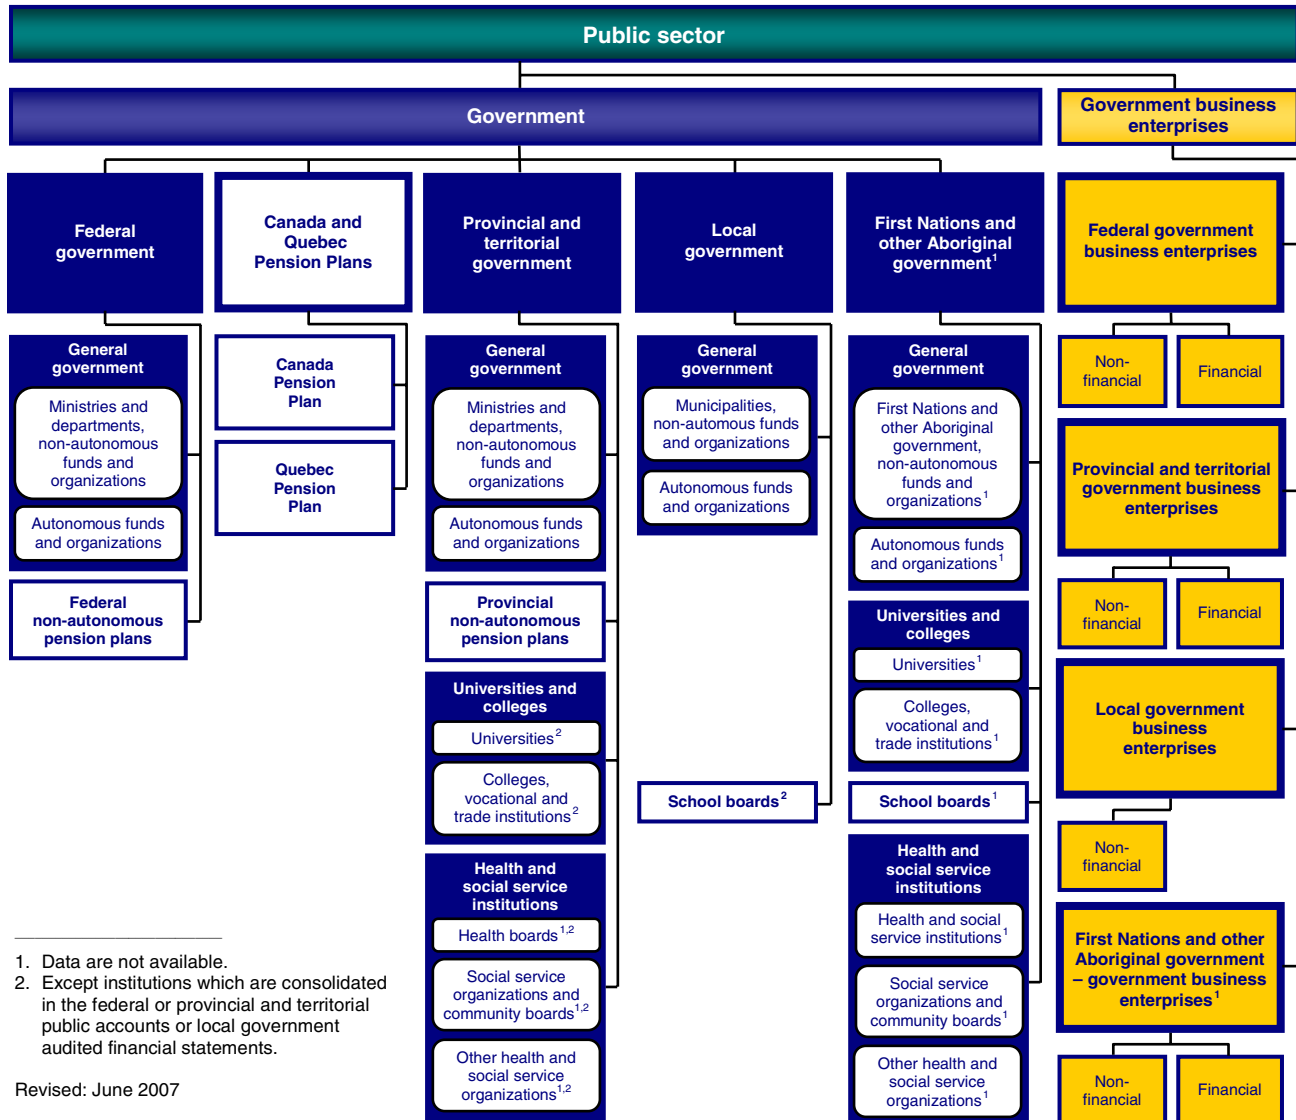 Public sector
Government
Government business
enterprises
Federal
government
Canada and
Quebec
Pension Plans
Provincial and
territorial
government
Local
government
First Nations and
other Aboriginal
government1
Federal government
business enterprises
General
government
Ministries and
departments,
non-autonomous
funds and
organizations
Autonomous funds
and organizations
Federal
non-autonomous
pension plans
Canada
Pension
Plan
Quebec
Pension
Plan
General
government
Ministries and
departments,
non-autonomous
funds and
organizations
Autonomous funds
and organizations
Provincial
non-autonomous
pension plans
Universities and
colleges
Universities2
Colleges,
vocational and
trade institutions2
Health and
social service
institutions
Health boards1,2
Social service
organizations and
community boards1,2
Other health and
social service
organizations1,2
General
government
Municipalities,
non-automous funds
and organizations
Autonomous funds
and organizations
School boards2
General
government
First Nations and
other Aboriginal
government,
non-autonomous
funds and
organizations1
Autonomous funds
and organizations1
Universities and
colleges
Universities1
Colleges,
vocational and
trade institutions1
School boards1
Health and
social service
institutions
Health and social
service institutions1
Social service
organizations and
community boards1
Other health and
social service
organizations1
Non-
financial
Financial
Provincial and territorial
government business
enterprises
Non-
financial
Financial
Local government
business
enterprises
Non-
financial
First Nations and other
Aboriginal government
– government business
enterprises1
Non-
financial
Financial
1. Data are not available.
2. Except institutions which are consolidated
in the federal or provincial and territorial
public accounts or local government
audited financial statements.
Revised: June 2007